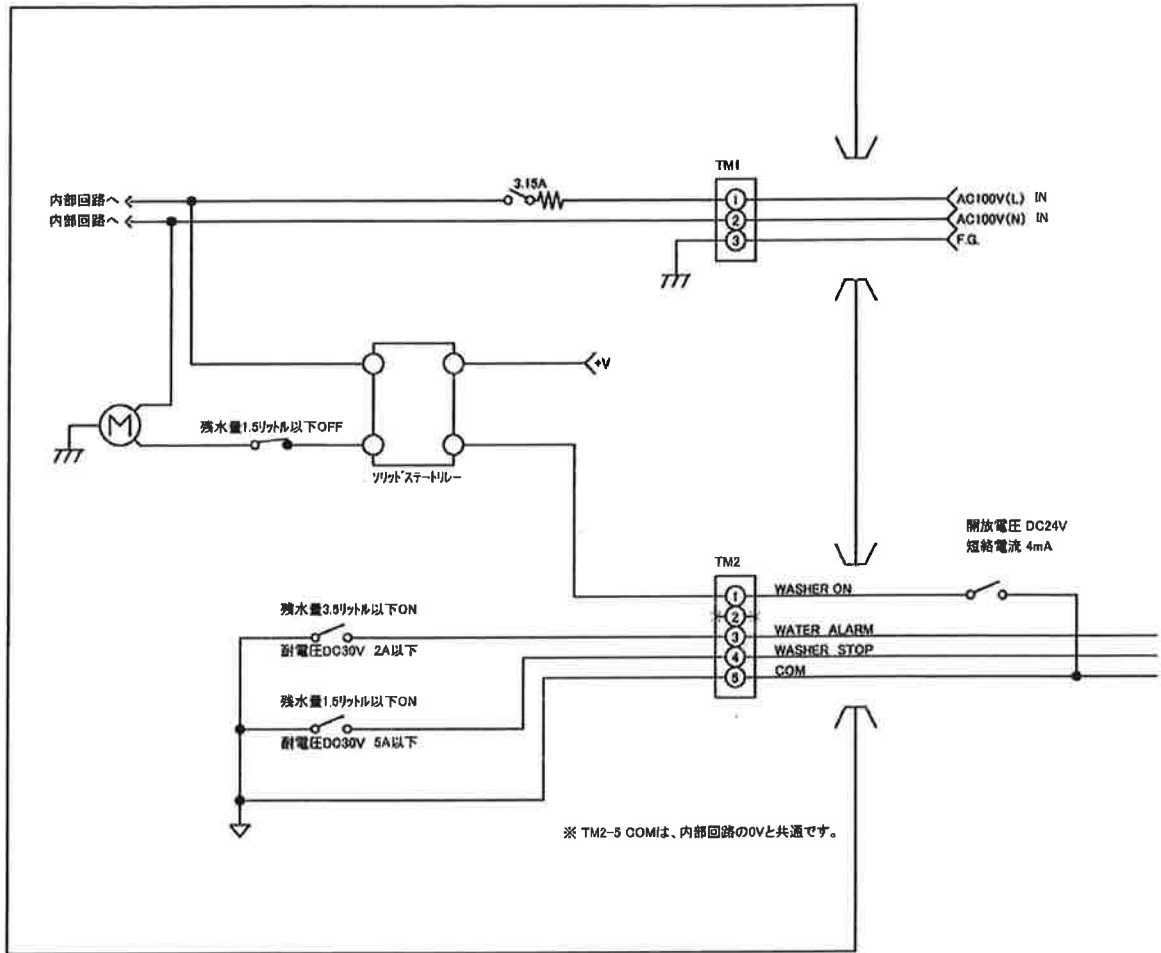 TM1
3.15A
内部回路へ
内部回路へ
1
2
3
AC100V(L) IN
AC100V(N) IN
F.G.
+V
M
残水量1.5リットル以下OFF
ソリッドステートリレー
開放電圧 DC24V
短絡電流 4mA
TM2
1
2
3
4
5
WASHER ON
WATER ALARM
WASHER STOP
COM
残水量3.5リットル以下ON
耐電圧DC30V 2A以下
残水量1.5リットル以下ON
耐電圧DC30V 5A以下
※ TM2-5 COMは、内部回路の0Vと共通です。